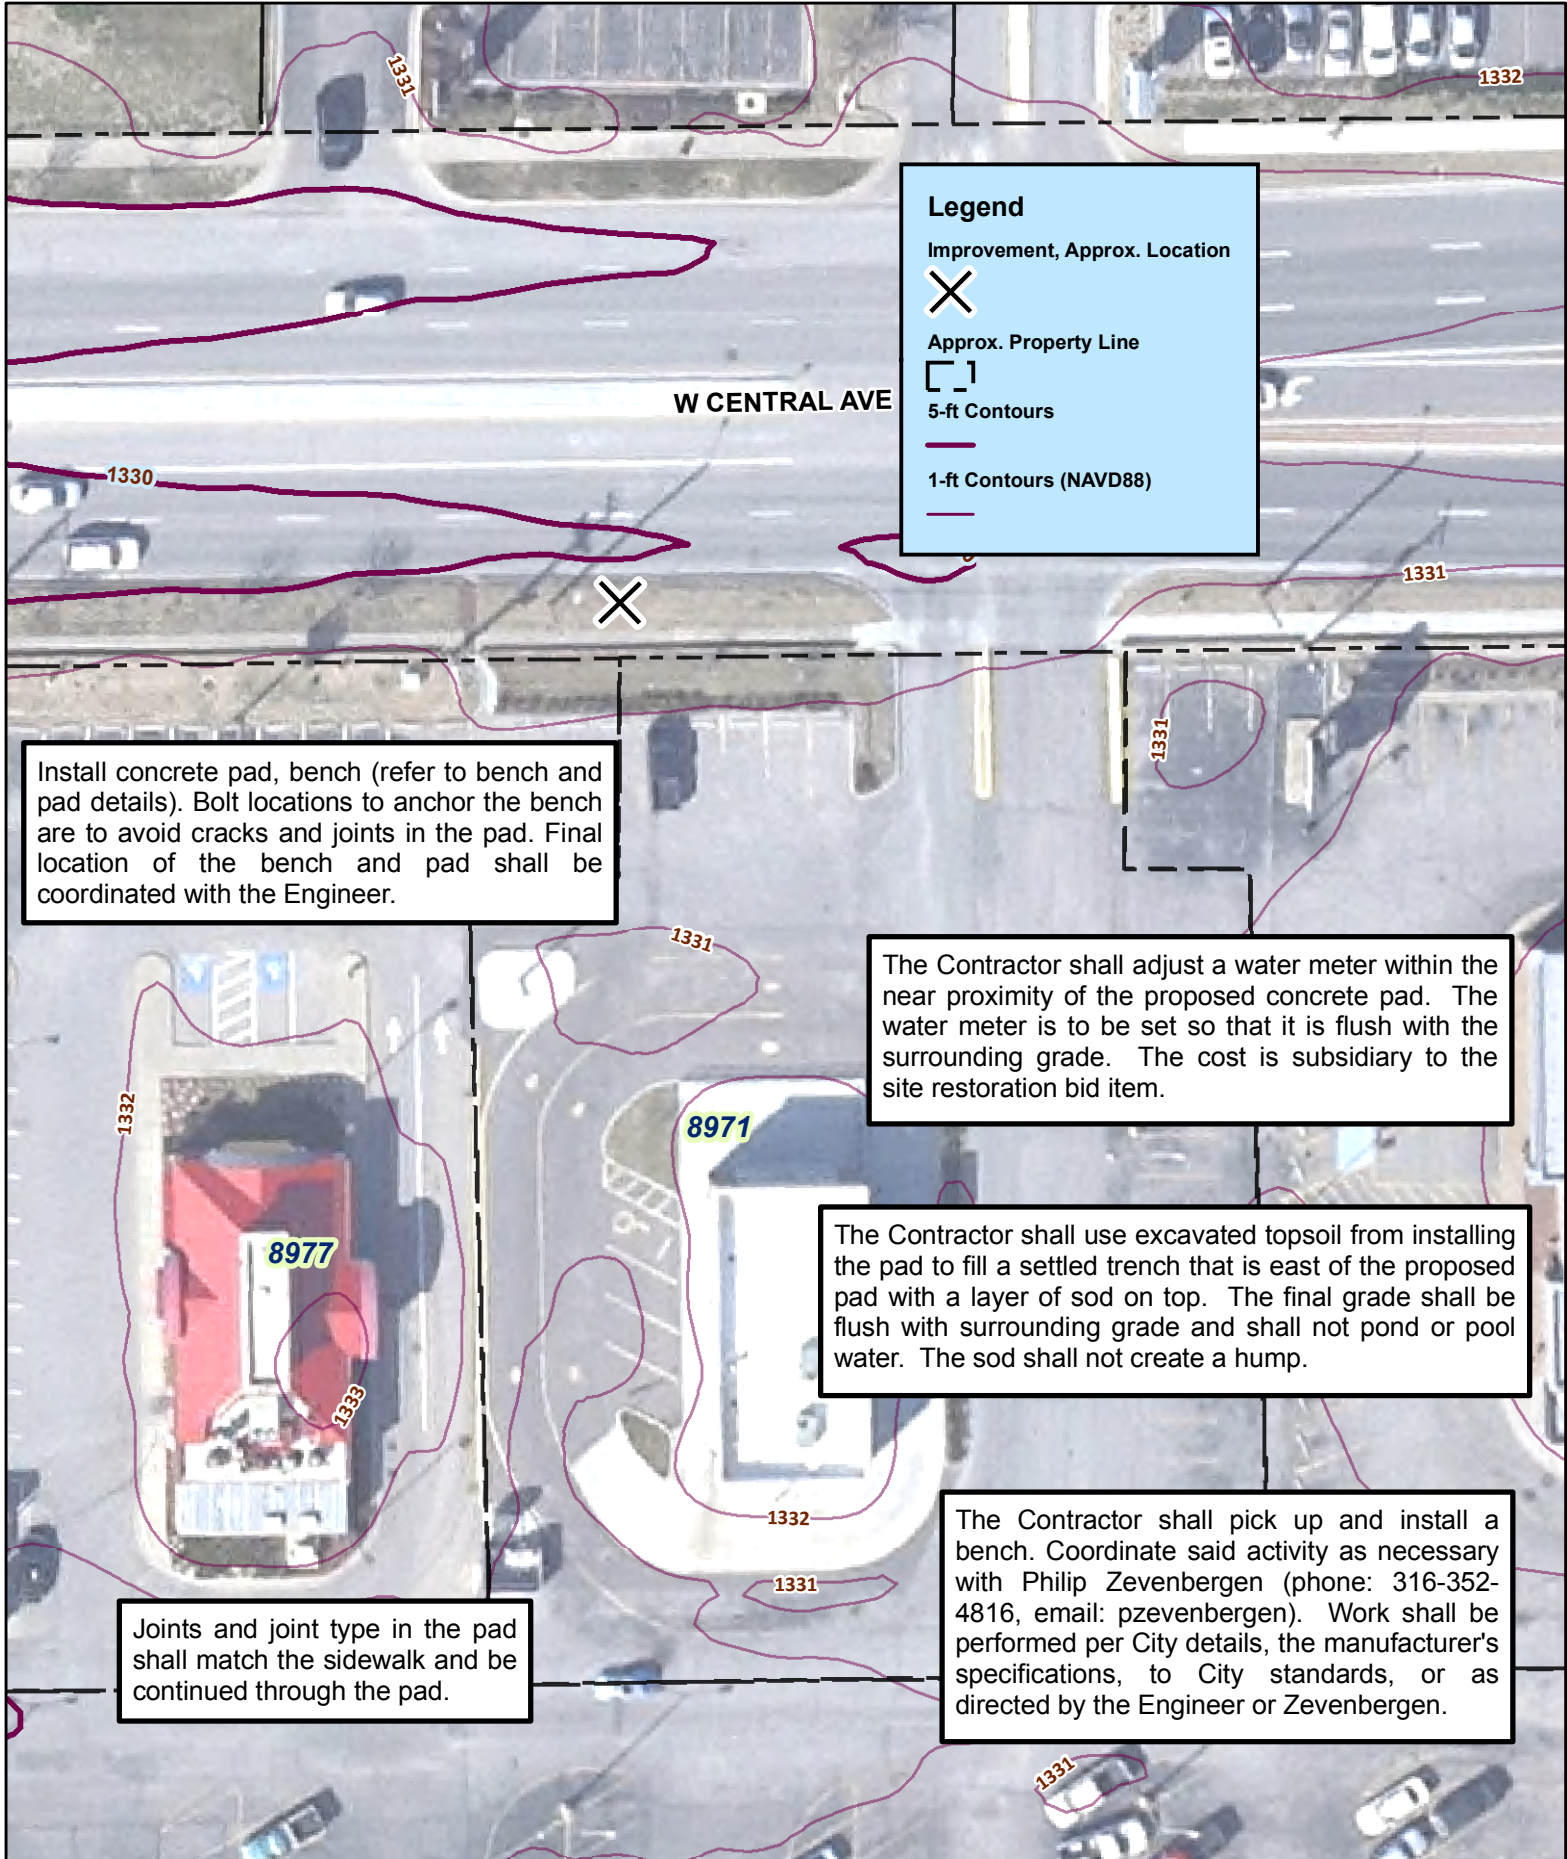 1331
1332
Legend
Improvement, Approx. Location
Approx. Property Line
5-ft Contours
1-ft Contours (NAVD88)
W CENTRAL AVE
1330
1331
1331
Install concrete pad, bench (refer to bench and
pad details). Bolt locations to anchor the bench
are to avoid cracks and joints in the pad. Final
location of the bench and pad shall be
coordinated with the Engineer.
1331
The Contractor shall adjust a water meter within the
near proximity of the proposed concrete pad. The
water meter is to be set so that it is flush with the
surrounding grade. The cost is subsidiary to the
site restoration bid item.
1332
8971
8977
The Contractor shall use excavated topsoil from installing
the pad to fill a settled trench that is east of the proposed
pad with a layer of sod on top. The final grade shall be
flush with surrounding grade and shall not pond or pool
water. The sod shall not create a hump.
1333
1332
1331
The Contractor shall pick up and install a
bench. Coordinate said activity as necessary
with Philip Zevenbergen (phone: 316-352-
4816, email: pzevenbergen). Work shall be
performed per City details, the manufacturer's
specifications, to City standards, or as
directed by the Engineer or Zevenbergen.
Joints and joint type in the pad
shall match the sidewalk and be
continued through the pad.
1331